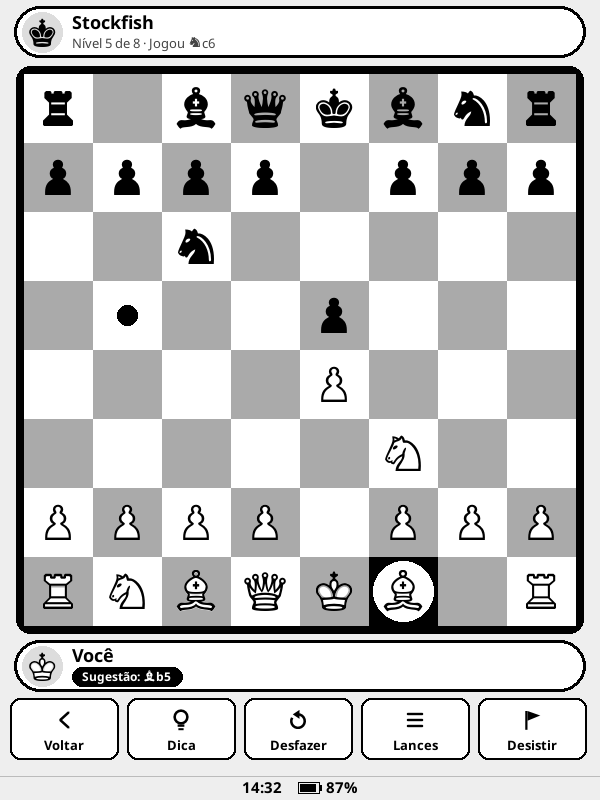 Stockfish
Nível 5 de 8 · Jogou ♞c6
Você
Sugestão: ♗b5
Voltar
Dica
Desfazer
Lances
Desistir
14:32 87%